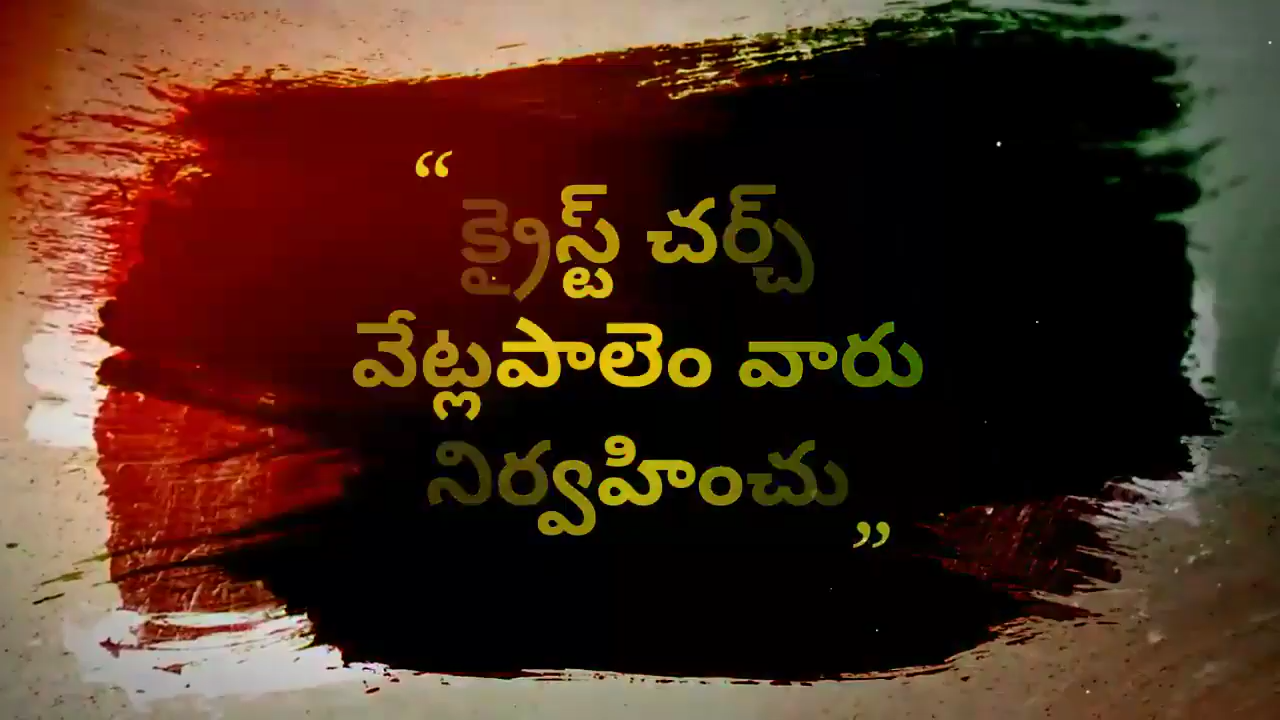 “
క్రైస్ట్ చర్చ్
వేట్లపాలెం వారు
నిర్వహించు
”